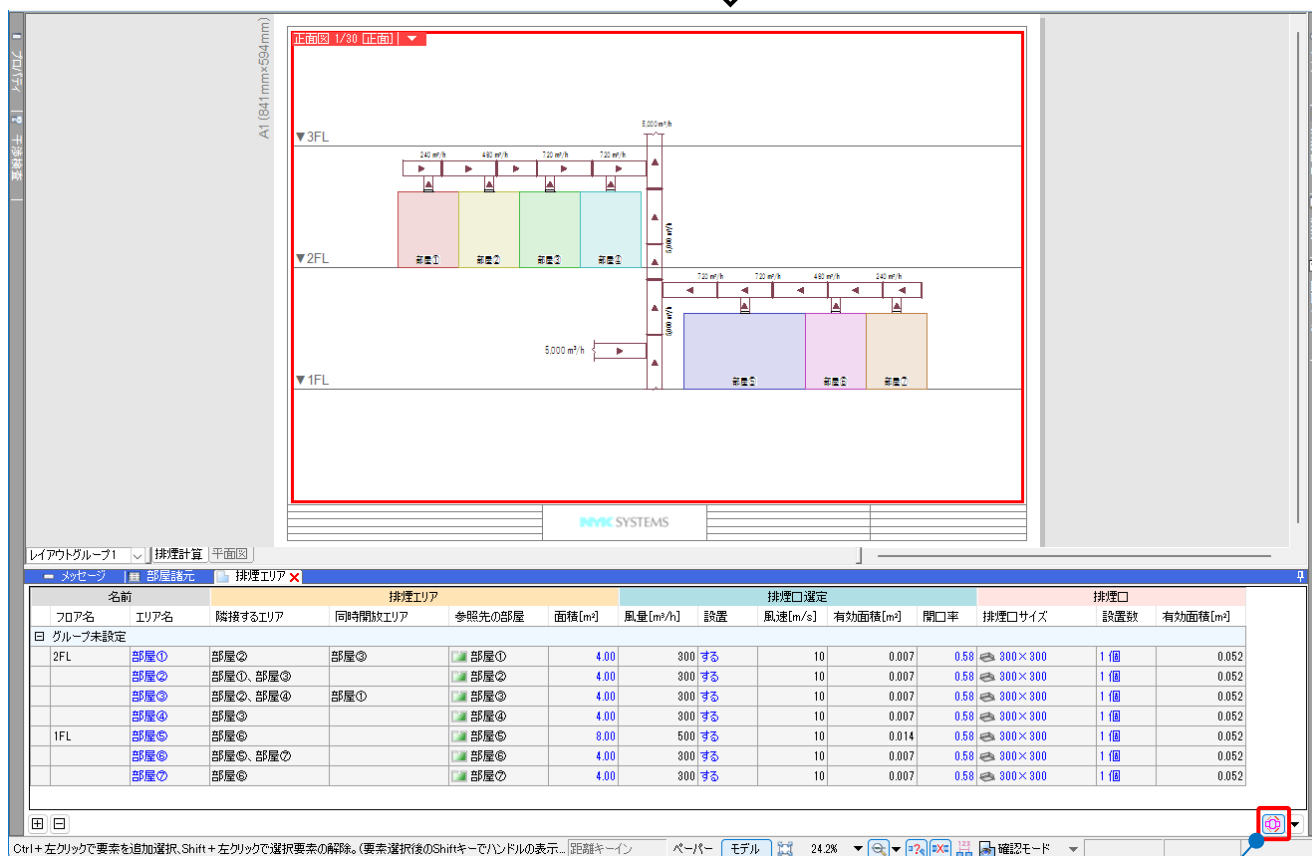 プロパティ
干渉検査
A1 (841mm×594mm)
正面図 1/30 [正面]
5,000 m³/h
▼3FL
240 m³/h 480 m³/h 720 m³/h 720 m³/h
5,000 m³/h
▼2FL
部屋① 部屋② 部屋③ 部屋④
720 m³/h 720 m³/h 480 m³/h 240 m³/h
5,000 m³/h
5,000 m³/h
▼1FL
部屋⑤ 部屋⑥ 部屋⑦
NYK SYSTEMS
レイアウトグループ1 排煙計算 平面図
メッセージ 部屋諸元 排煙エリア
名前 排煙エリア 排煙口選定 排煙口
フロア名 エリア名 隣接するエリア 同時開放エリア 参照先の部屋 面積[m²] 風量[m³/h] 設置 風速[m/s] 有効面積[m²] 開口率 排煙口サイズ 設置数 有効面積[m²]
グループ未設定
2FL 部屋① 部屋② 部屋③ 部屋① 4.00 300 する 10 0.007 0.58 300×300 1 個 0.052
部屋② 部屋①、部屋③ 部屋② 4.00 300 する 10 0.007 0.58 300×300 1 個 0.052
部屋③ 部屋②、部屋④ 部屋① 部屋③ 4.00 300 する 10 0.007 0.58 300×300 1 個 0.052
部屋④ 部屋③ 部屋④ 4.00 300 する 10 0.007 0.58 300×300 1 個 0.052
1FL 部屋⑤ 部屋⑥ 部屋⑤ 8.00 500 する 10 0.014 0.58 300×300 1 個 0.052
部屋⑥ 部屋⑤、部屋⑦ 部屋⑥ 4.00 300 する 10 0.007 0.58 300×300 1 個 0.052
部屋⑦ 部屋⑥ 部屋⑦ 4.00 300 する 10 0.007 0.58 300×300 1 個 0.052
Ctrl+左クリックで要素を追加選択、Shift+左クリックで選択要素の解除。(要素選択後のShiftキーでハンドルの表示... 距離キーイン ペーパー モデル 24.2% 確認モード